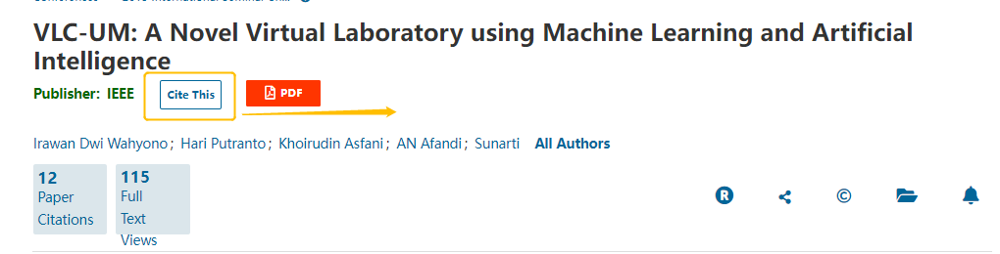 VLC-UM: A Novel Virtual Laboratory using Machine Learning and Artificial
Intelligence
Publisher: IEEE Cite This PDF
Irawan Dwi Wahyono; Hari Putranto; Khoirudin Asfani; AN Afandi; Sunarti All Authors
12
Paper
Citations
115
Full
Text
Views